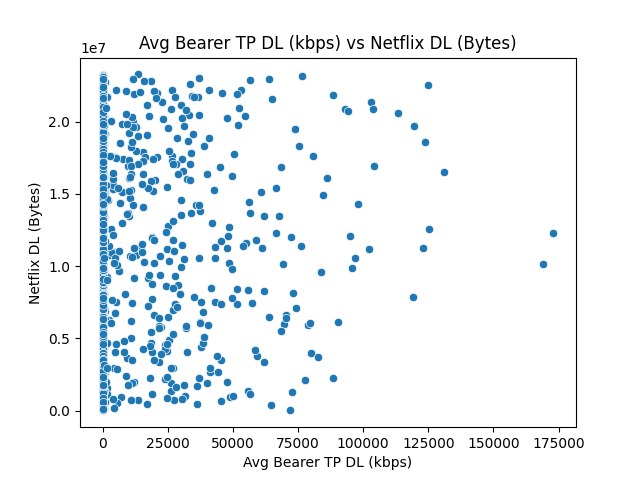 Avg Bearer TP DL (kbps) vs Netflix DL (Bytes)
1e7
2.0
1.5
1.0
0.5
0.0
Netflix DL (Bytes)
0 25000 50000 75000 100000 125000 150000 175000
Avg Bearer TP DL (kbps)